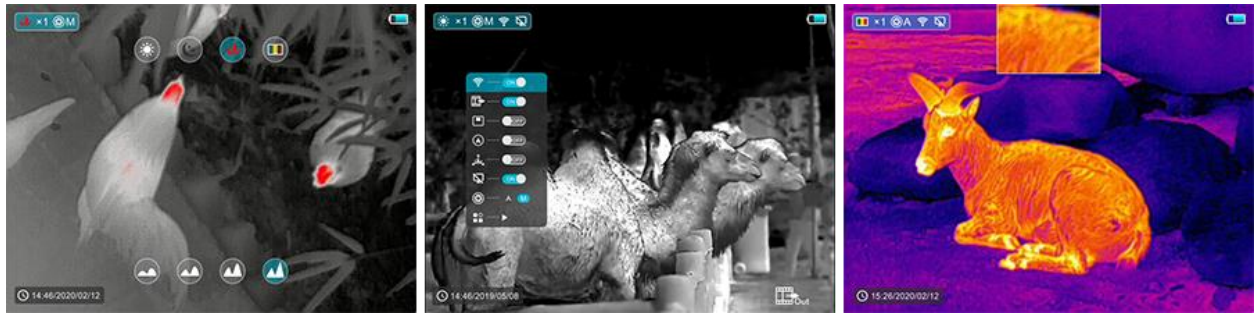 ×1 M
14:46/2020/02/12
×1 M
ON
ON
OFF
A OFF
OFF
ON
A M
14:46/2019/05/08
Out
×1 A
15:26/2020/02/12